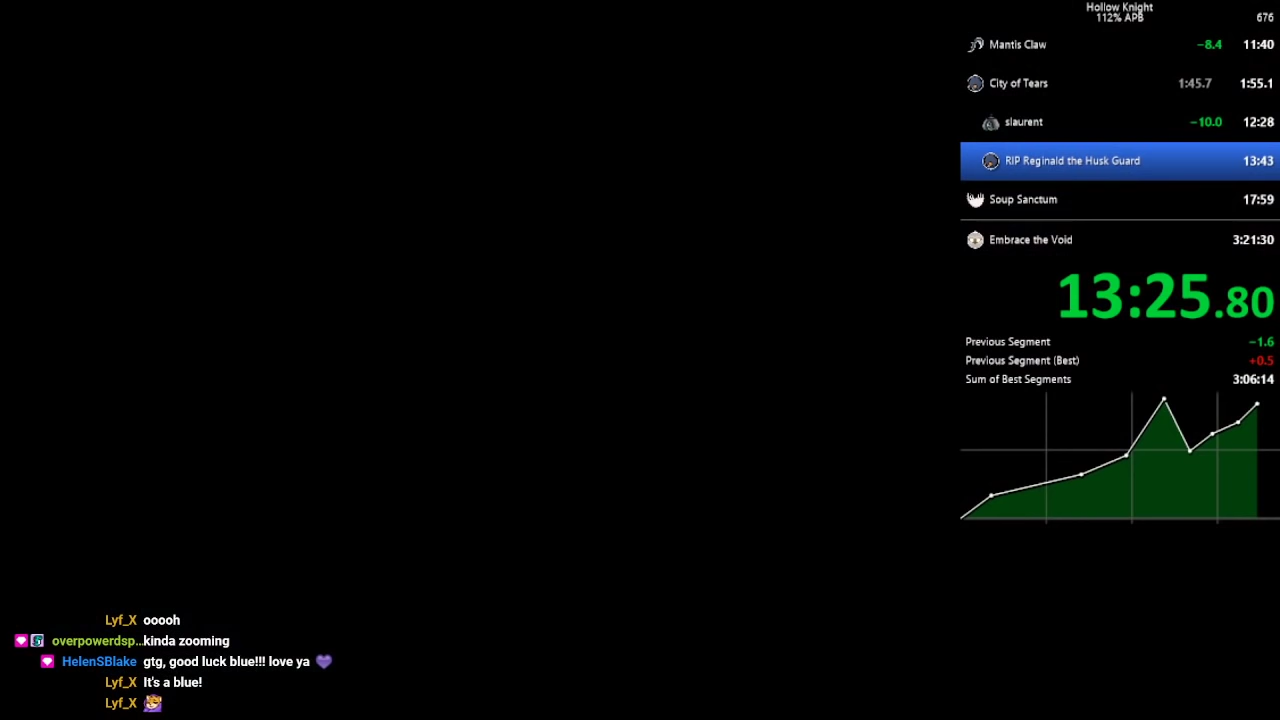 Hollow Knight
112% APB
676
Mantis Claw −8.4 11:40
City of Tears 1:45.7 1:55.1
slaurent −10.0 12:28
RIP Reginald the Husk Guard 13:43
Soup Sanctum 17:59
Embrace the Void 3:21:30
13:25.80
Previous Segment −1.6
Previous Segment (Best) +0.5
Sum of Best Segments 3:06:14
Lyf_X ooooh
overpowerdsp... kinda zooming
HelenSBlake gtg, good luck blue!!! love ya 💜
Lyf_X It's a blue!
Lyf_X